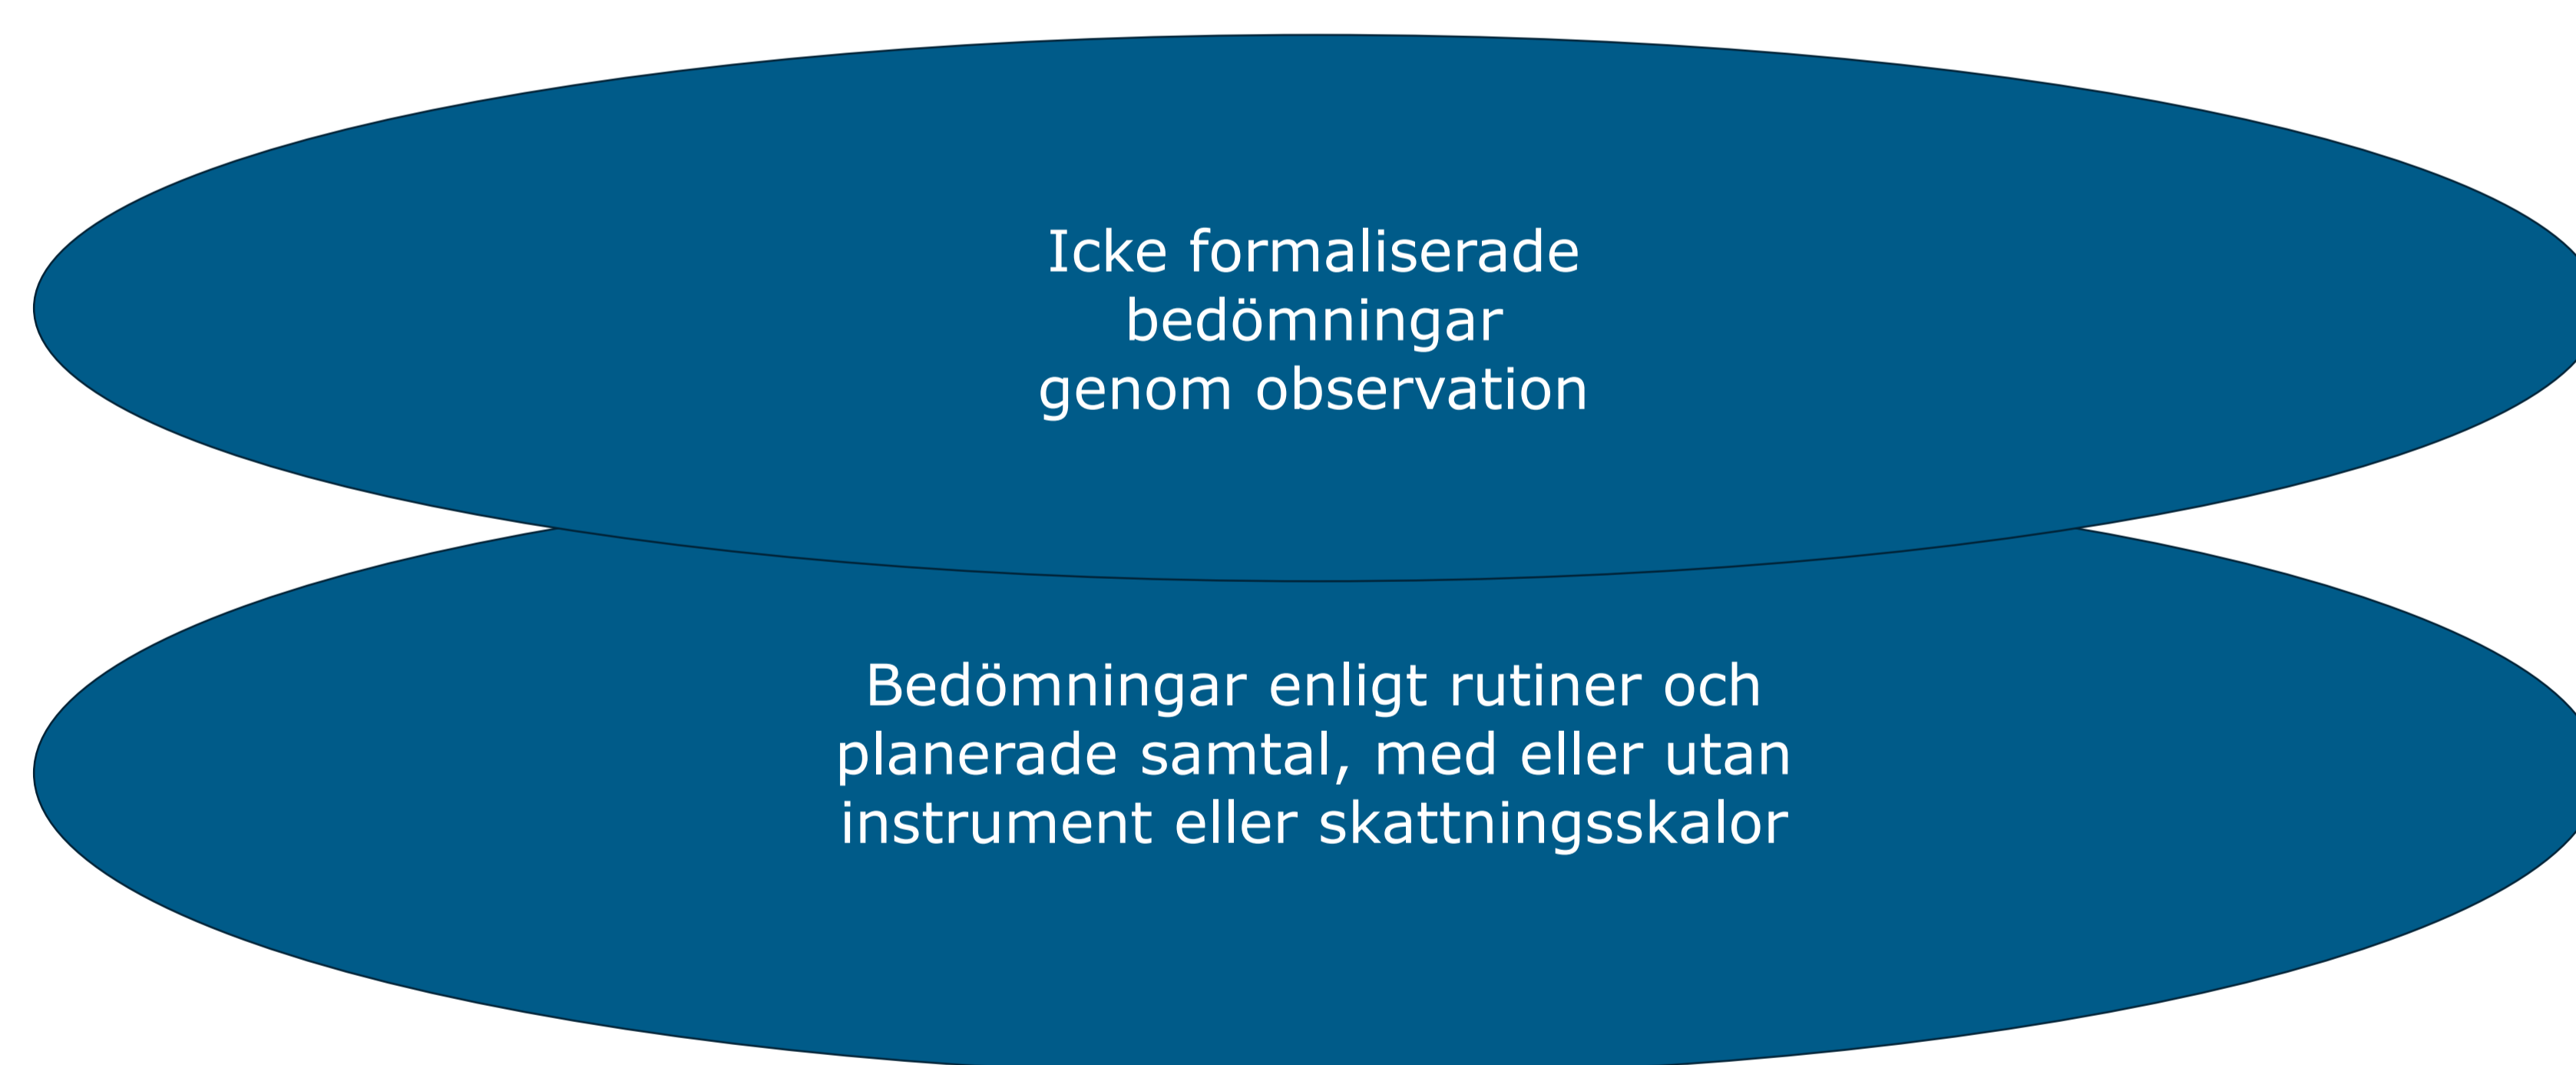 Icke formaliserade
bedömningar
genom observation
Bedömningar enligt rutiner och
planerade samtal, med eller utan
instrument eller skattningsskalor